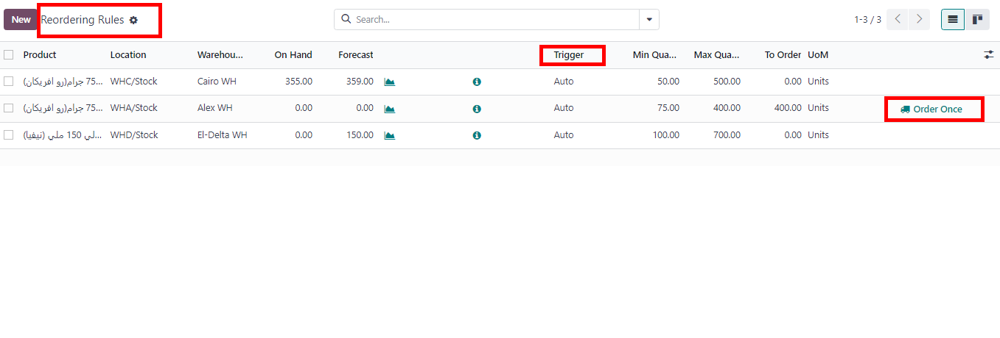 New Reordering Rules Search... 1-3 / 3
Product Location Warehou... On Hand Forecast Trigger Min Qua... Max Qua... To Order UoM
75 جرام(رو افريكان)... WHC/Stock Cairo WH 355.00 359.00 Auto 50.00 500.00 0.00 Units
75 جرام(رو افريكان)... WHA/Stock Alex WH 0.00 0.00 Auto 75.00 400.00 400.00 Units Order Once
لي 150 ملي (نيفيا)... WHD/Stock El-Delta WH 0.00 150.00 Auto 100.00 700.00 0.00 Units